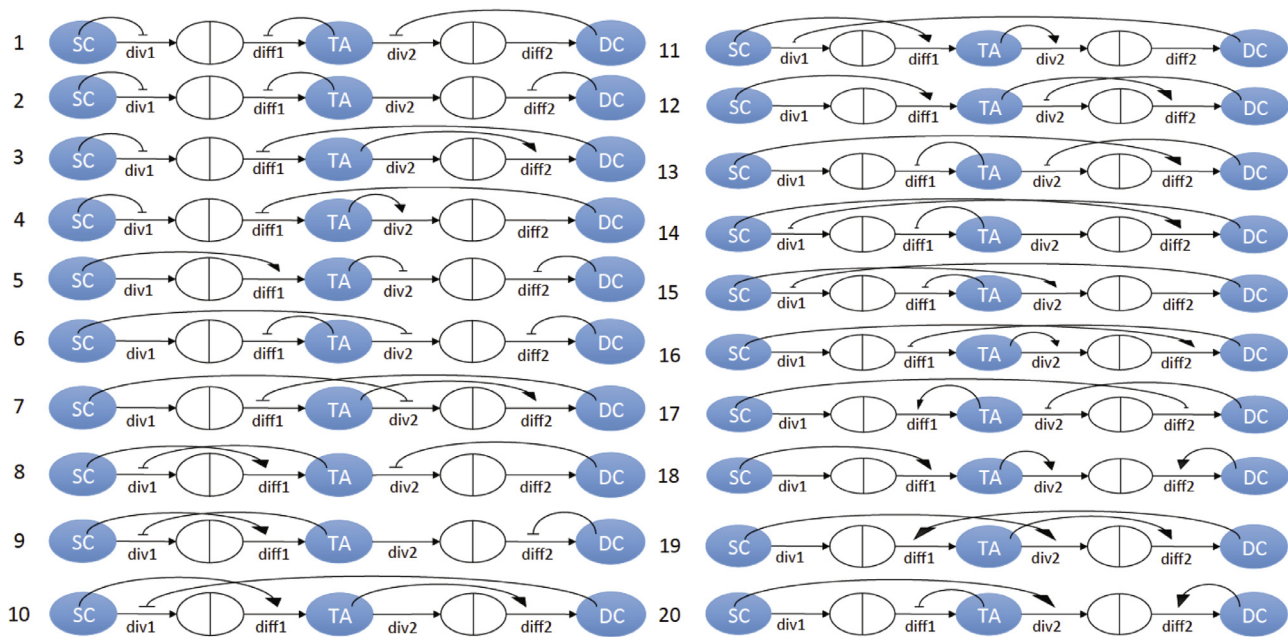 1 SC div1 diff1 TA div2 diff2 DC
2 SC div1 diff1 TA div2 diff2 DC
3 SC div1 diff1 TA div2 diff2 DC
4 SC div1 diff1 TA div2 diff2 DC
5 SC div1 diff1 TA div2 diff2 DC
6 SC div1 diff1 TA div2 diff2 DC
7 SC div1 diff1 TA div2 diff2 DC
8 SC div1 diff1 TA div2 diff2 DC
9 SC div1 diff1 TA div2 diff2 DC
10 SC div1 diff1 TA div2 diff2 DC
11 SC div1 diff1 TA div2 diff2 DC
12 SC div1 diff1 TA div2 diff2 DC
13 SC div1 diff1 TA div2 diff2 DC
14 SC div1 diff1 TA div2 diff2 DC
15 SC div1 diff1 TA div2 diff2 DC
16 SC div1 diff1 TA div2 diff2 DC
17 SC div1 diff1 TA div2 diff2 DC
18 SC div1 diff1 TA div2 diff2 DC
19 SC div1 diff1 TA div2 diff2 DC
20 SC div1 diff1 TA div2 diff2 DC